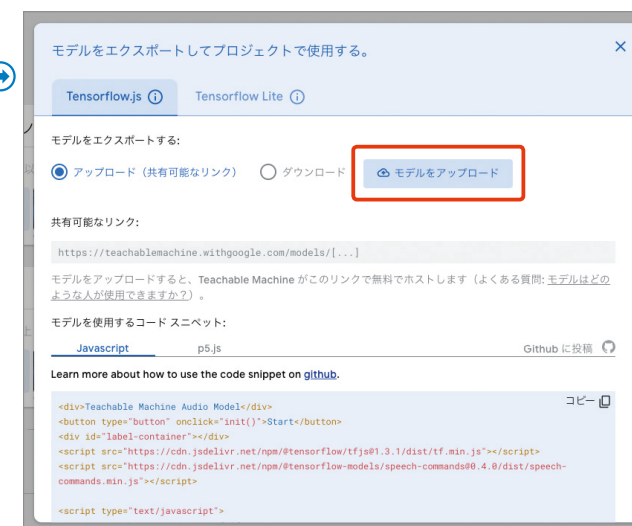 モデルをエクスポートしてプロジェクトで使用する。
Tensorflow.js
Tensorflow Lite
モデルをエクスポートする:
アップロード（共有可能なリンク）
ダウンロード
モデルをアップロード
共有可能なリンク:
https://teachablemachine.withgoogle.com/models/[...]
モデルをアップロードすると、Teachable Machine がこのリンクで無料でホストします（よくある質問: モデルはどの
ような人が使用できますか？）。
モデルを使用するコード スニペット:
Javascript
p5.js
Github に投稿
Learn more about how to use the code snippet on github.
コピー
<div>Teachable Machine Audio Model</div>
<button type="button" onclick="init()">Start</button>
<div id="label-container"></div>
<script src="https://cdn.jsdelivr.net/npm/@tensorflow/tfjs@1.3.1/dist/tf.min.js"></script>
<script src="https://cdn.jsdelivr.net/npm/@tensorflow-models/speech-commands@0.4.0/dist/speech-
commands.min.js"></script>
<script type="text/javascript">